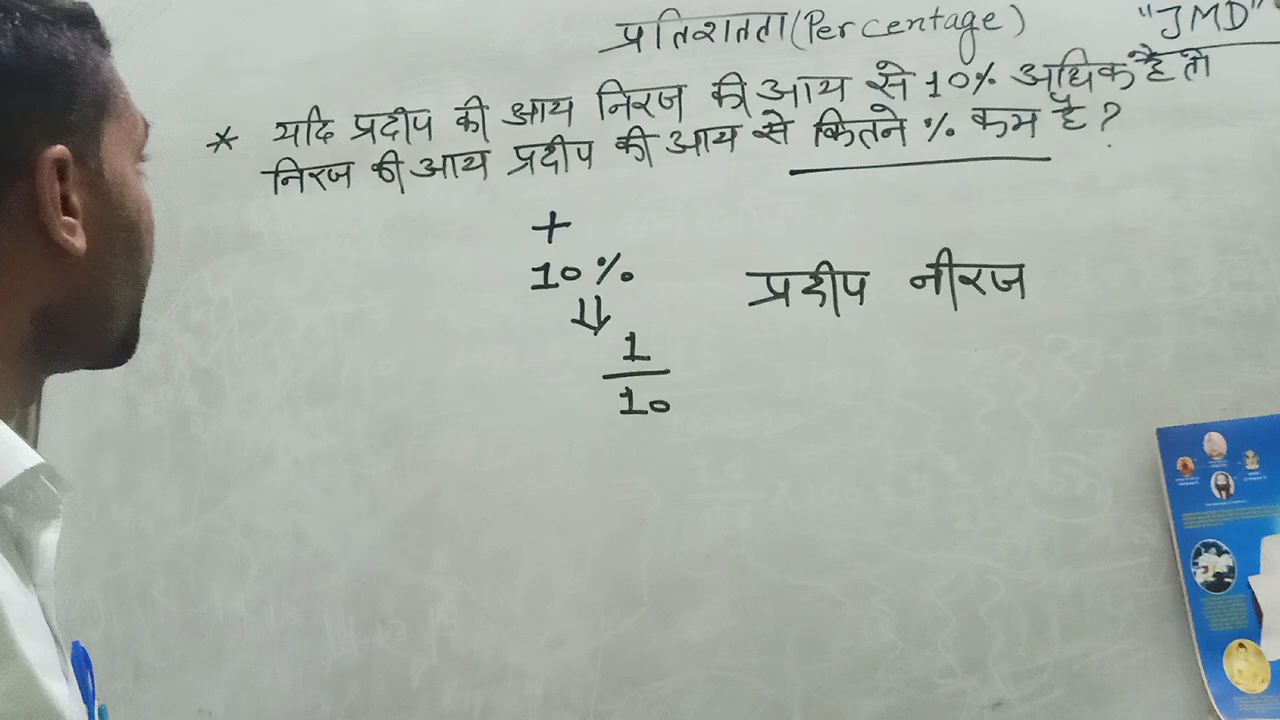 प्रतिशतता (Percentage) "JMD"
* यदि प्रदीप की आय निरज की आय से 10% अधिक है तो
निरज की आय प्रदीप की आय से कितने % कम है ?
+
10% प्रदीप नीरज
⇓
1
10